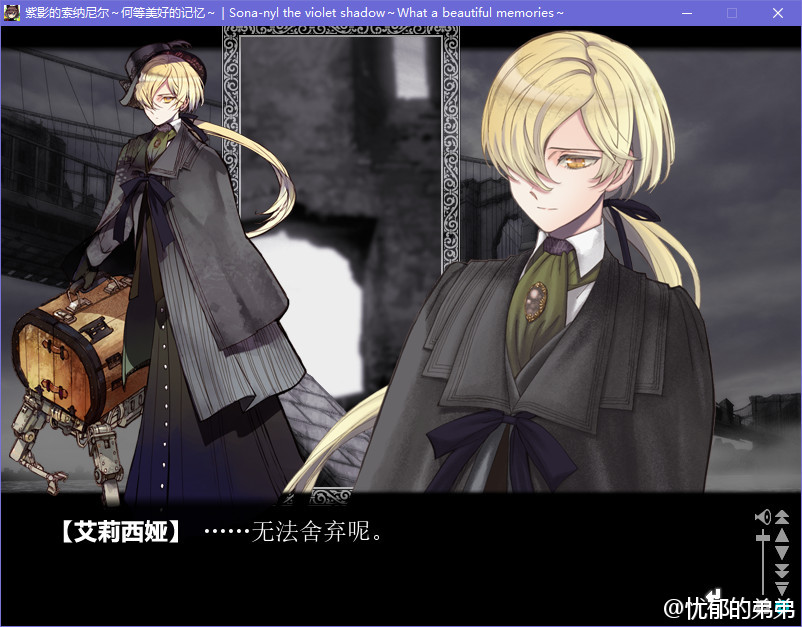 紫影的索纳尼尔～何等美好的记忆～ | Sona-nyl the violet shadow～What a beautiful memories～
【艾莉西娅】 ……无法舍弃呢。
@忧郁的弟弟